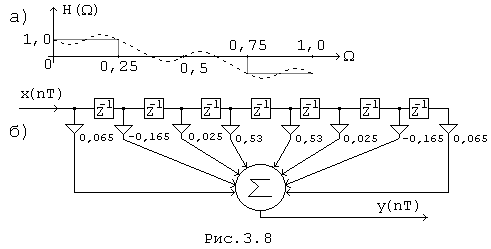 а) H(Ω)
1,0 0,75 1,0 Ω
0 0,25 0,5
x(nT) z⁻¹ z⁻¹ z⁻¹ z⁻¹ z⁻¹ z⁻¹ z⁻¹
б) 0,065 -0,165 0,025 0,53 0,53 0,025 -0,165 0,065
Σ
y(nT)
Рис.3.8